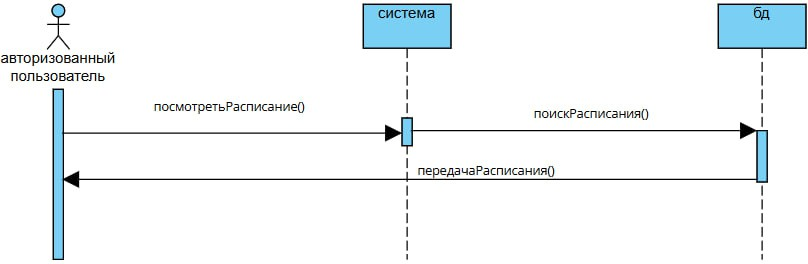 авторизованный
пользователь
система
бд
посмотретьРасписание()
поискРасписания()
передачаРасписания()